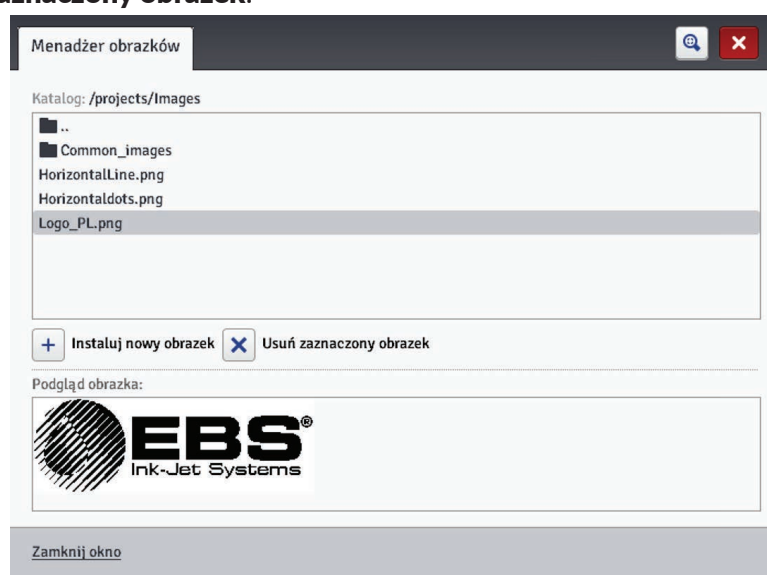 zaznaczony obrazek.
Menadżer obrazków
Katalog: /projects/Images
..
Common_images
HorizontalLine.png
Horizontaldots.png
Logo_PL.png
Instaluj nowy obrazek
Usuń zaznaczony obrazek
Podgląd obrazka:
EBS®
Ink-Jet Systems
Zamknij okno